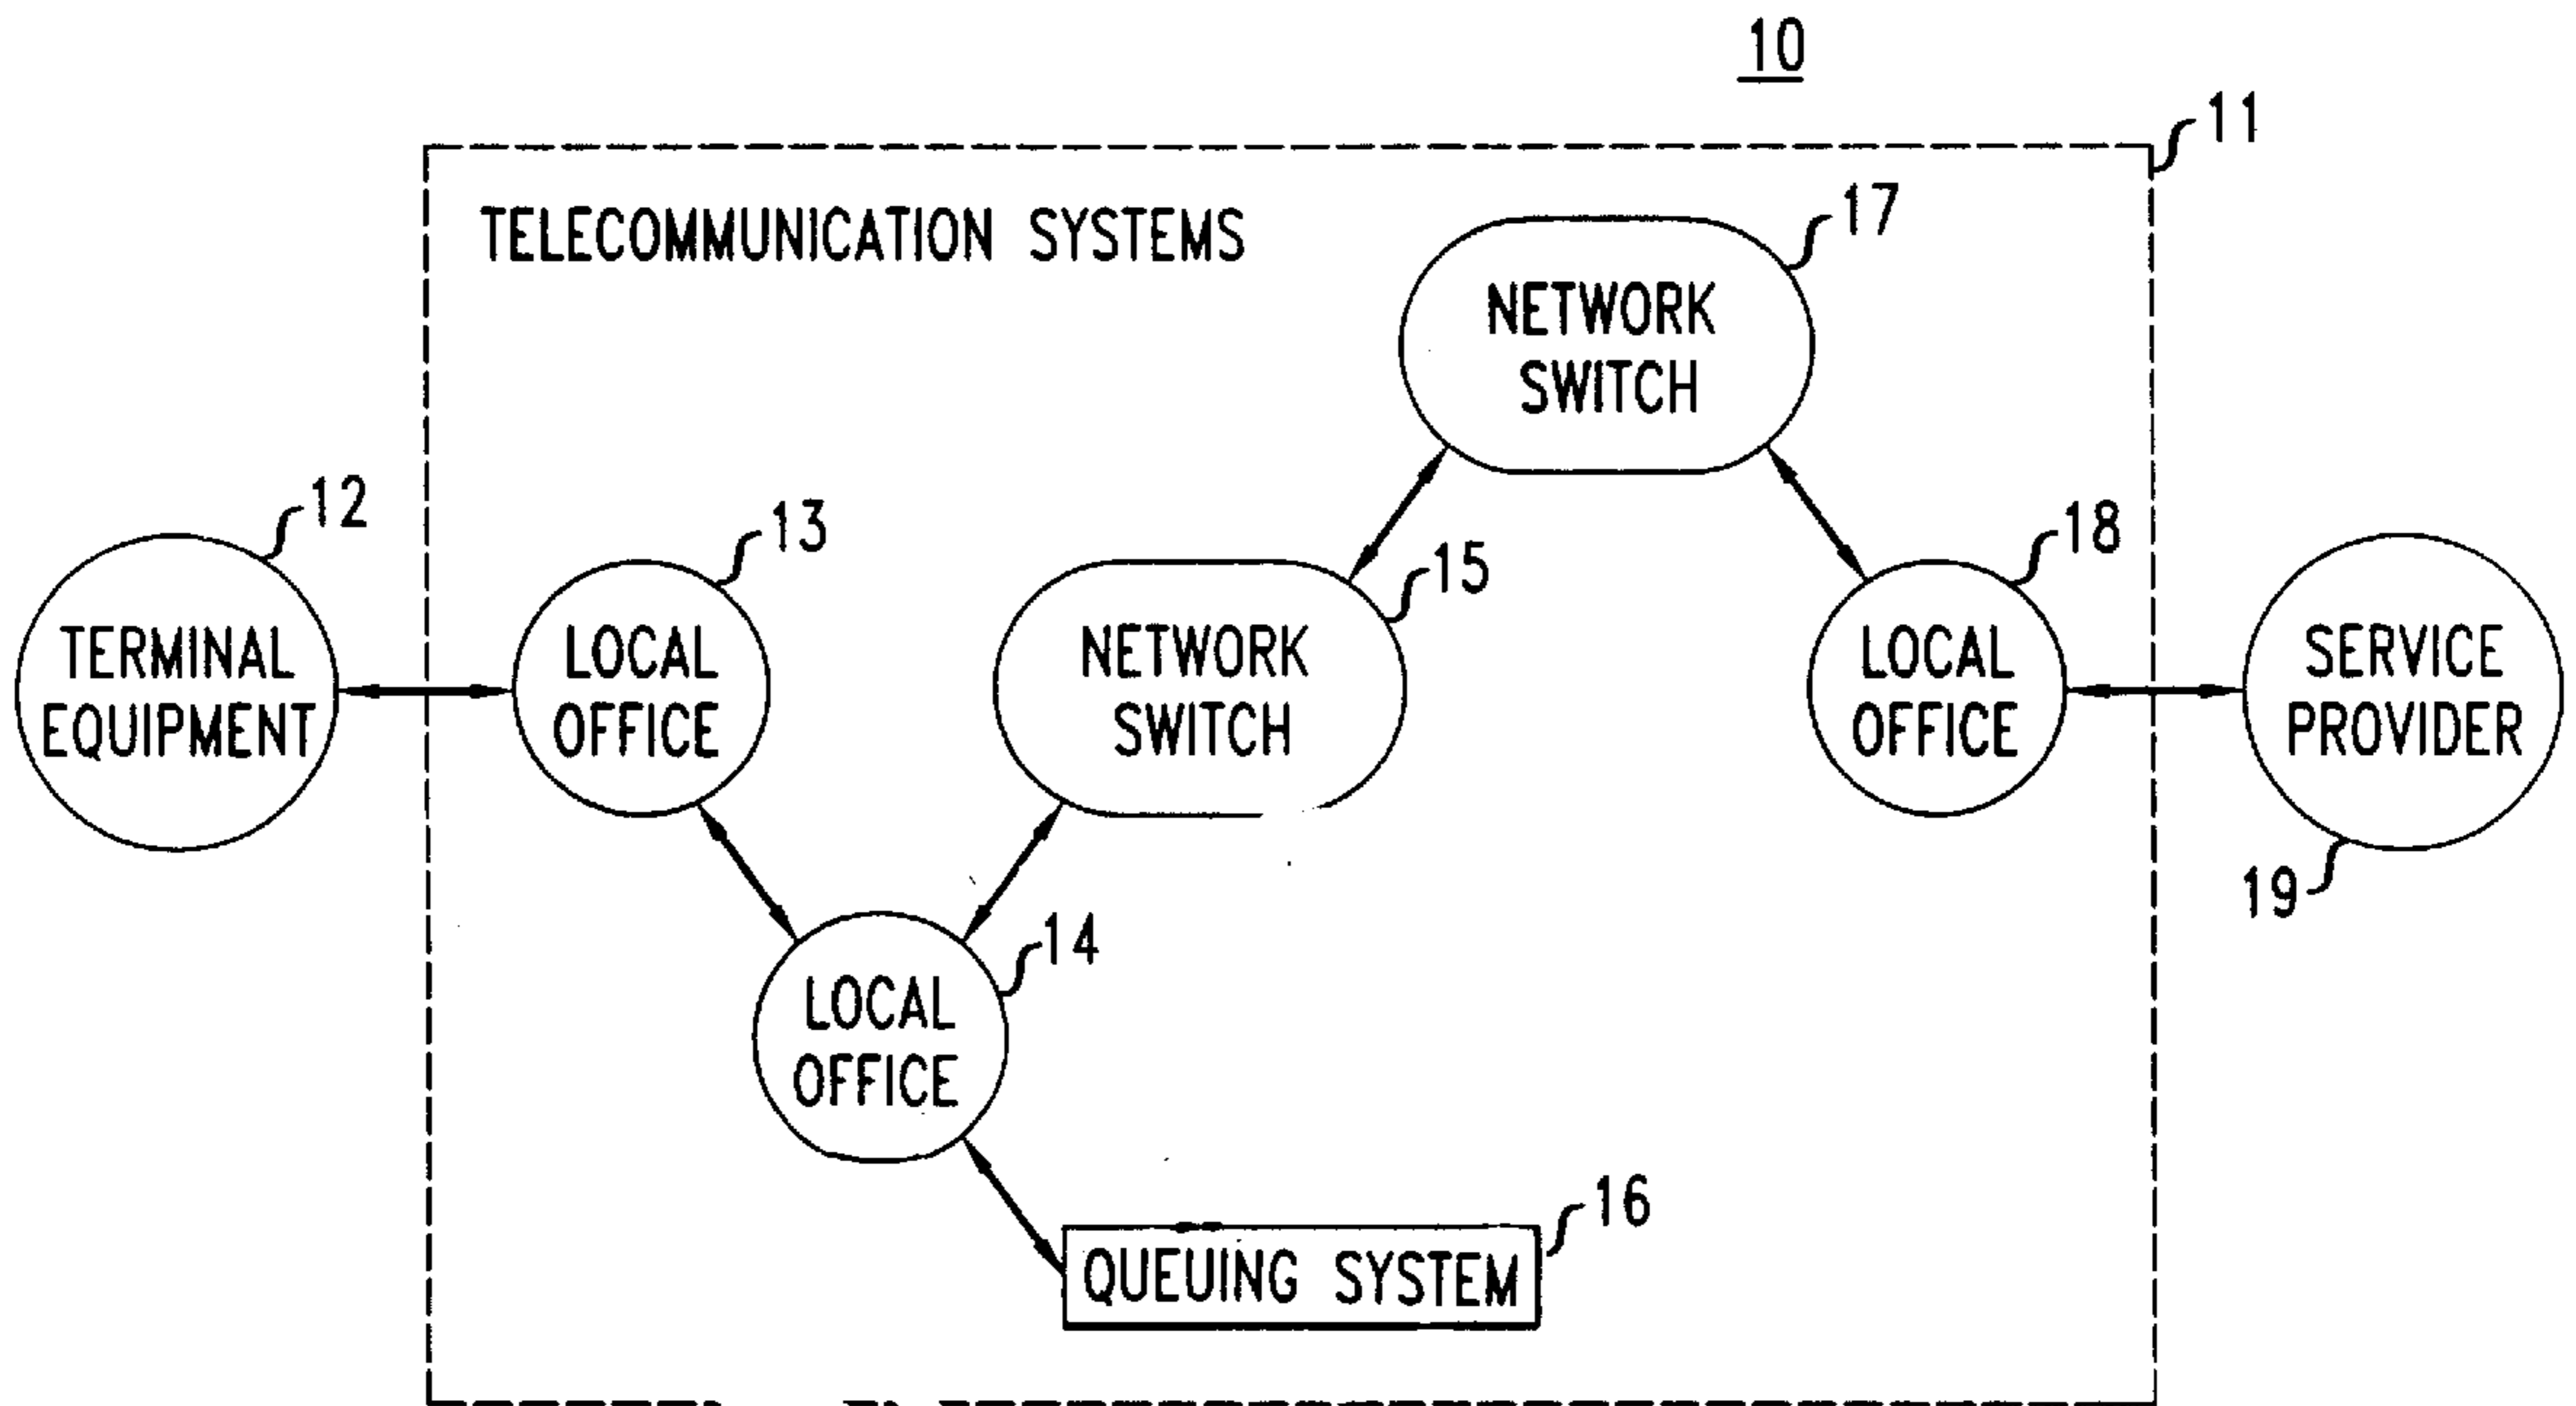 10
11
TELECOMMUNICATION SYSTEMS
17
NETWORK
SWITCH
12
TERMINAL
EQUIPMENT
13
LOCAL
OFFICE
15
NETWORK
SWITCH
18
LOCAL
OFFICE
SERVICE
PROVIDER
19
14
LOCAL
OFFICE
16
QUEUING SYSTEM